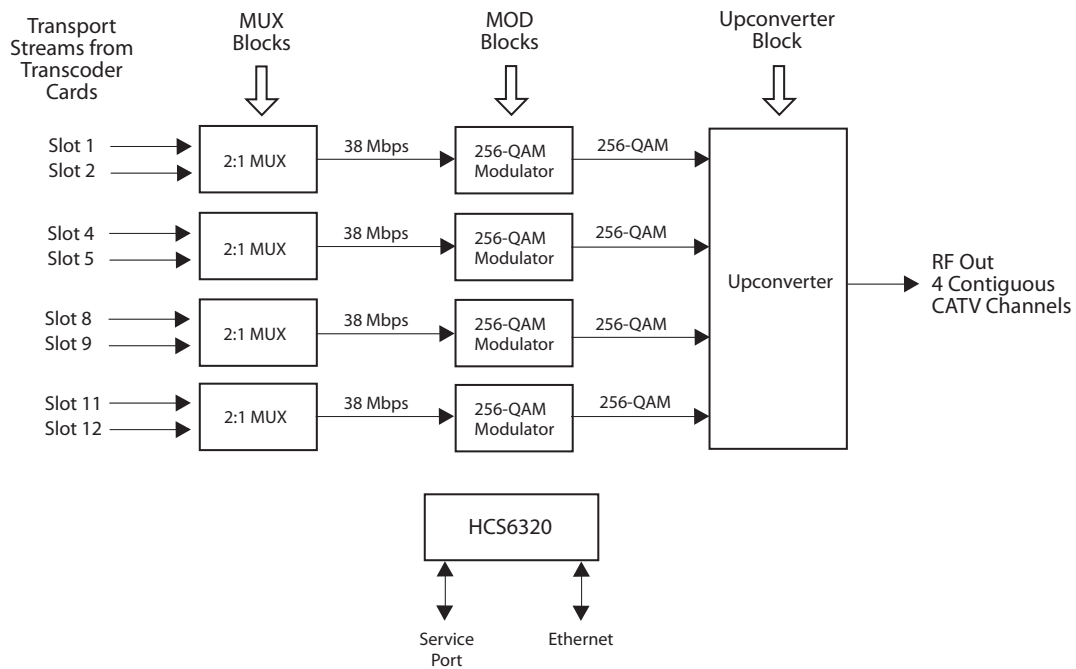 Transport
Streams from
Transcoder
Cards
MUX
Blocks
MOD
Blocks
Upconverter
Block
Slot 1
Slot 2
2:1 MUX
38 Mbps
256-QAM
Modulator
256-QAM
Slot 4
Slot 5
2:1 MUX
38 Mbps
256-QAM
Modulator
256-QAM
Upconverter
RF Out
4 Contiguous
CATV Channels
Slot 8
Slot 9
2:1 MUX
38 Mbps
256-QAM
Modulator
256-QAM
Slot 11
Slot 12
2:1 MUX
38 Mbps
256-QAM
Modulator
256-QAM
HCS6320
Service
Port
Ethernet